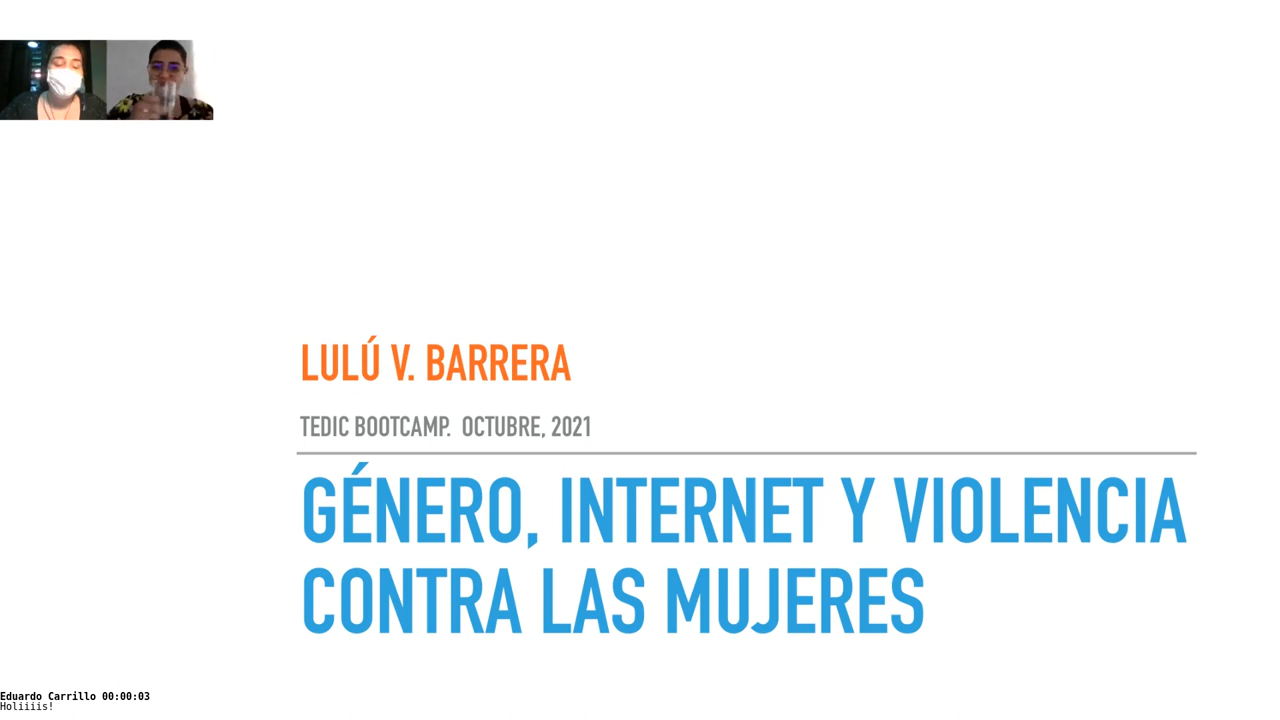 LULÚ V. BARRERA
TEDIC BOOTCAMP. OCTUBRE, 2021
GÉNERO, INTERNET Y VIOLENCIA
CONTRA LAS MUJERES
Eduardo Carrillo 00:00:03
Holiiiis!